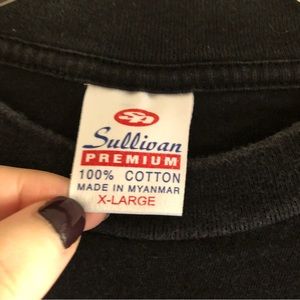 Sullivan
PREMIUM
100% COTTON
MADE IN MYANMAR
X-LARGE